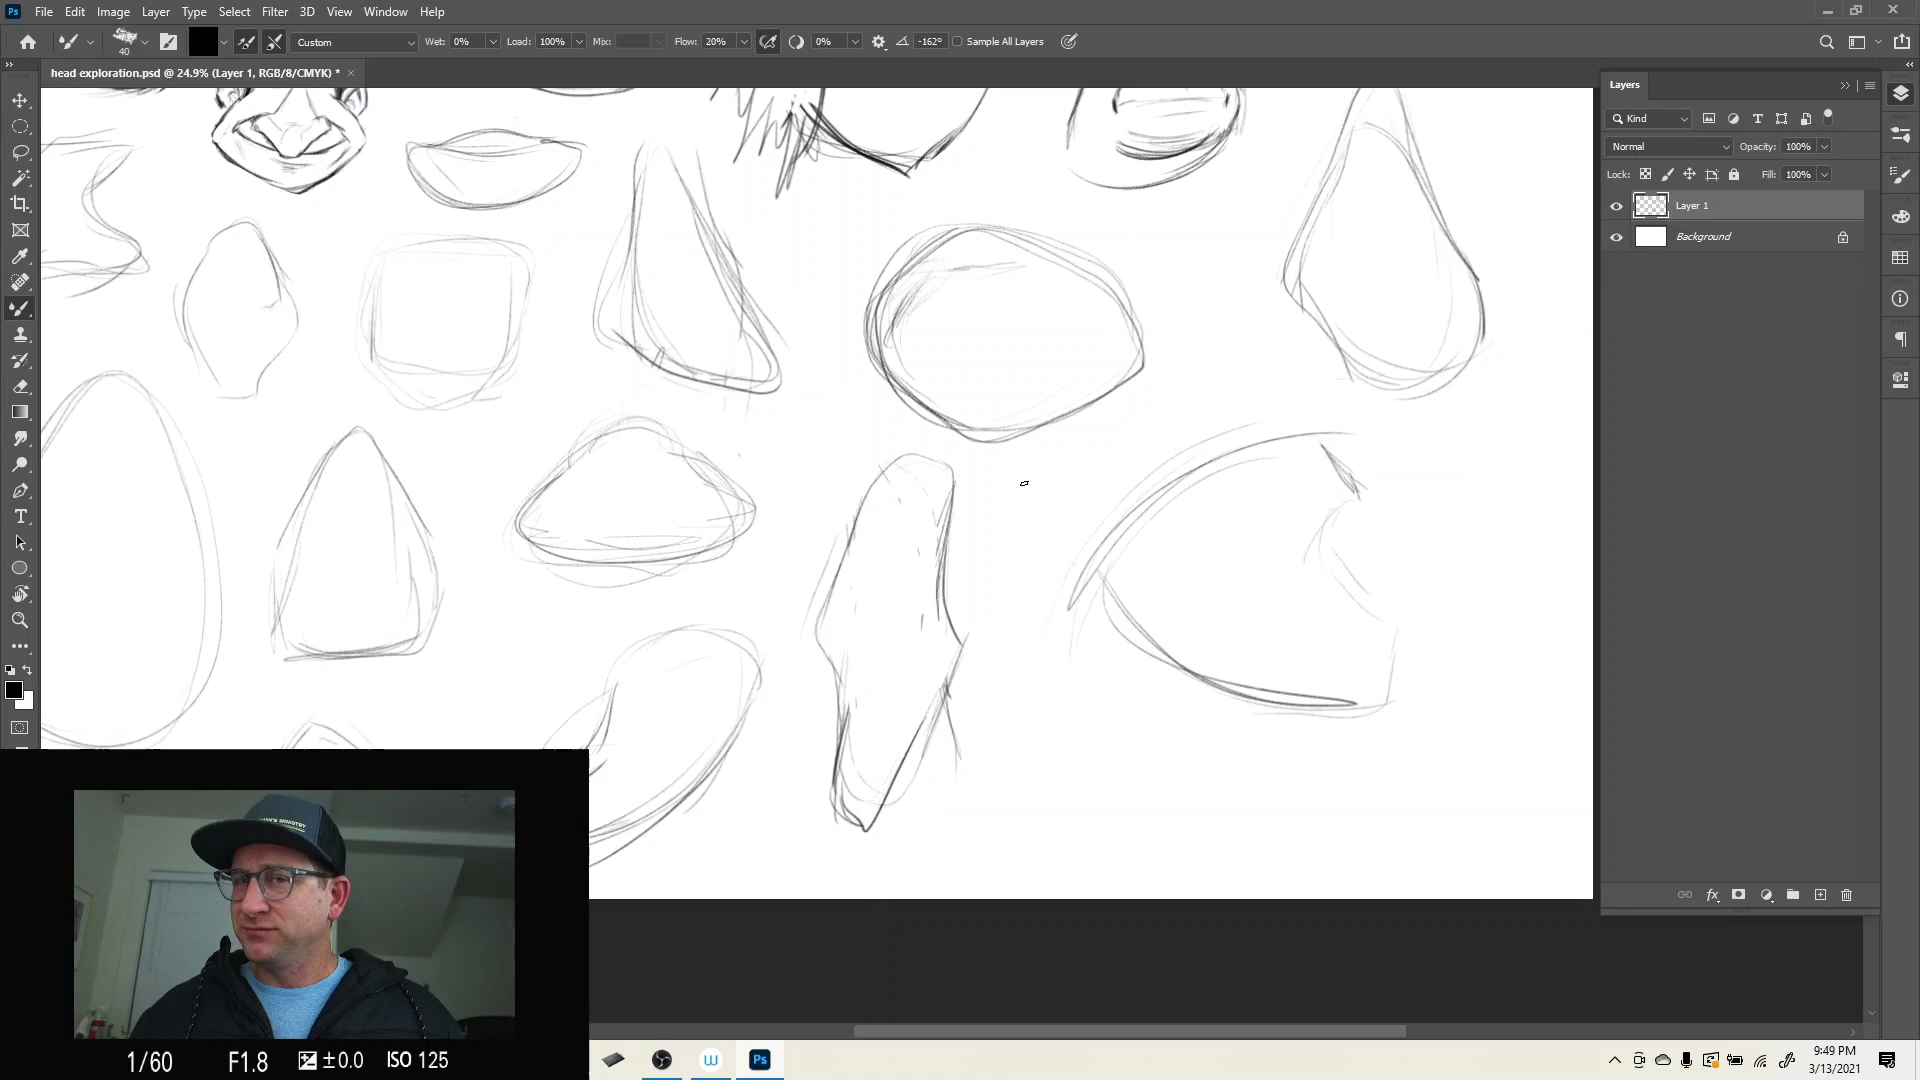 Ps File Edit Image Layer Type Select Filter 3D View Window Help
40 Custom Wet: 0% Load: 100% Mix: Flow: 20% 0% -162° Sample All Layers
head exploration.psd @ 24.9% (Layer 1, RGB/8/CMYK) *
Layers
Kind
Normal Opacity: 100%
Lock: Fill: 100%
Layer 1
Background
MINISTRY
1/60 F1.8 ±0.0 ISO 125
W Ps
9:49 PM
3/13/2021